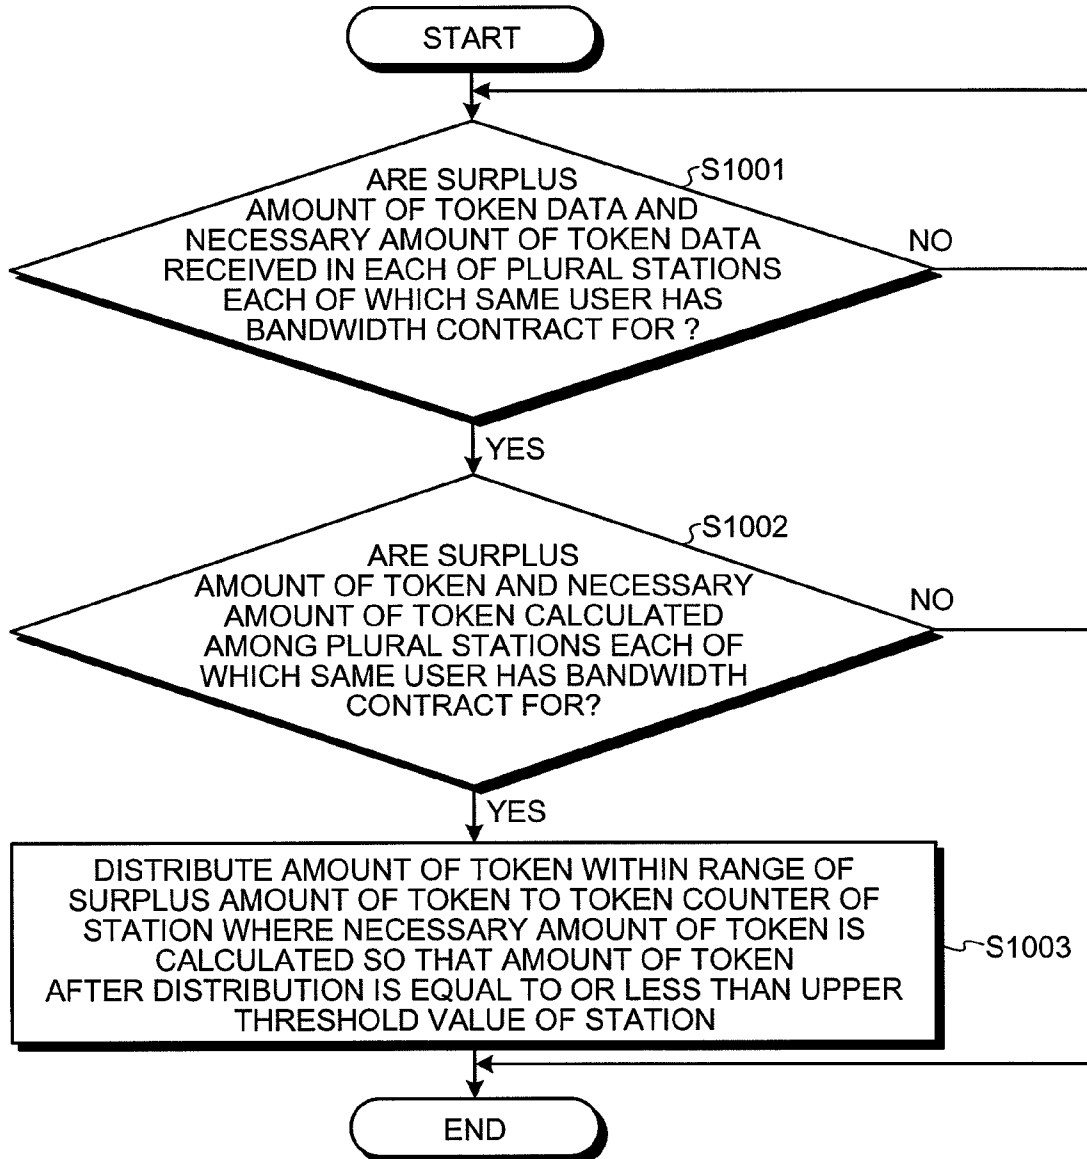 START
ARE SURPLUS
AMOUNT OF TOKEN DATA AND
NECESSARY AMOUNT OF TOKEN DATA
RECEIVED IN EACH OF PLURAL STATIONS
EACH OF WHICH SAME USER HAS
BANDWIDTH CONTRACT FOR ?
S1001
NO
YES
ARE SURPLUS
AMOUNT OF TOKEN AND NECESSARY
AMOUNT OF TOKEN CALCULATED
AMONG PLURAL STATIONS EACH OF
WHICH SAME USER HAS BANDWIDTH
CONTRACT FOR?
S1002
NO
YES
DISTRIBUTE AMOUNT OF TOKEN WITHIN RANGE OF
SURPLUS AMOUNT OF TOKEN TO TOKEN COUNTER OF
STATION WHERE NECESSARY AMOUNT OF TOKEN IS
CALCULATED SO THAT AMOUNT OF TOKEN
AFTER DISTRIBUTION IS EQUAL TO OR LESS THAN UPPER
THRESHOLD VALUE OF STATION
S1003
END